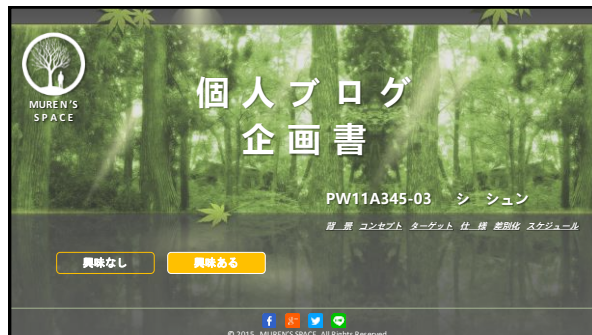 MUREN'S
SPACE
個人ブログ
企画書
PW11A345-03　シ　シュン
背　景 コンセプト ターゲット 仕　様 差別化 スケジュール
興味なし 興味ある
© 2015 MUREN'S SPACE. All Rights Reserved